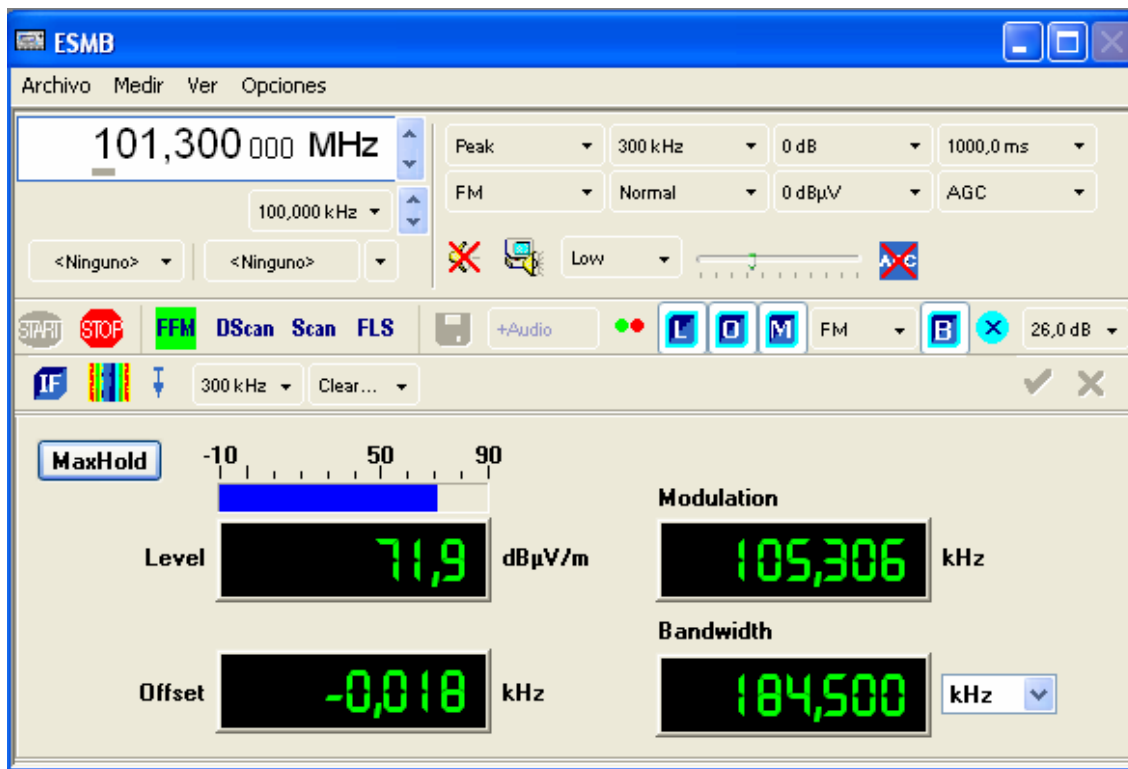 ESMB
Archivo Medir Ver Opciones
101,300 000 MHz
Peak 300 kHz 0 dB 1000,0 ms
100,000 kHz FM Normal 0 dBµV AGC
<Ninguno> <Ninguno> Low
START STOP FFM DScan Scan FLS +Audio L O M FM B 26,0 dB
IF 300 kHz Clear...
MaxHold -10 50 90
Modulation
Level 71,9 dBµV/m 105,306 kHz
Bandwidth
Offset -0,018 kHz 184,500 kHz